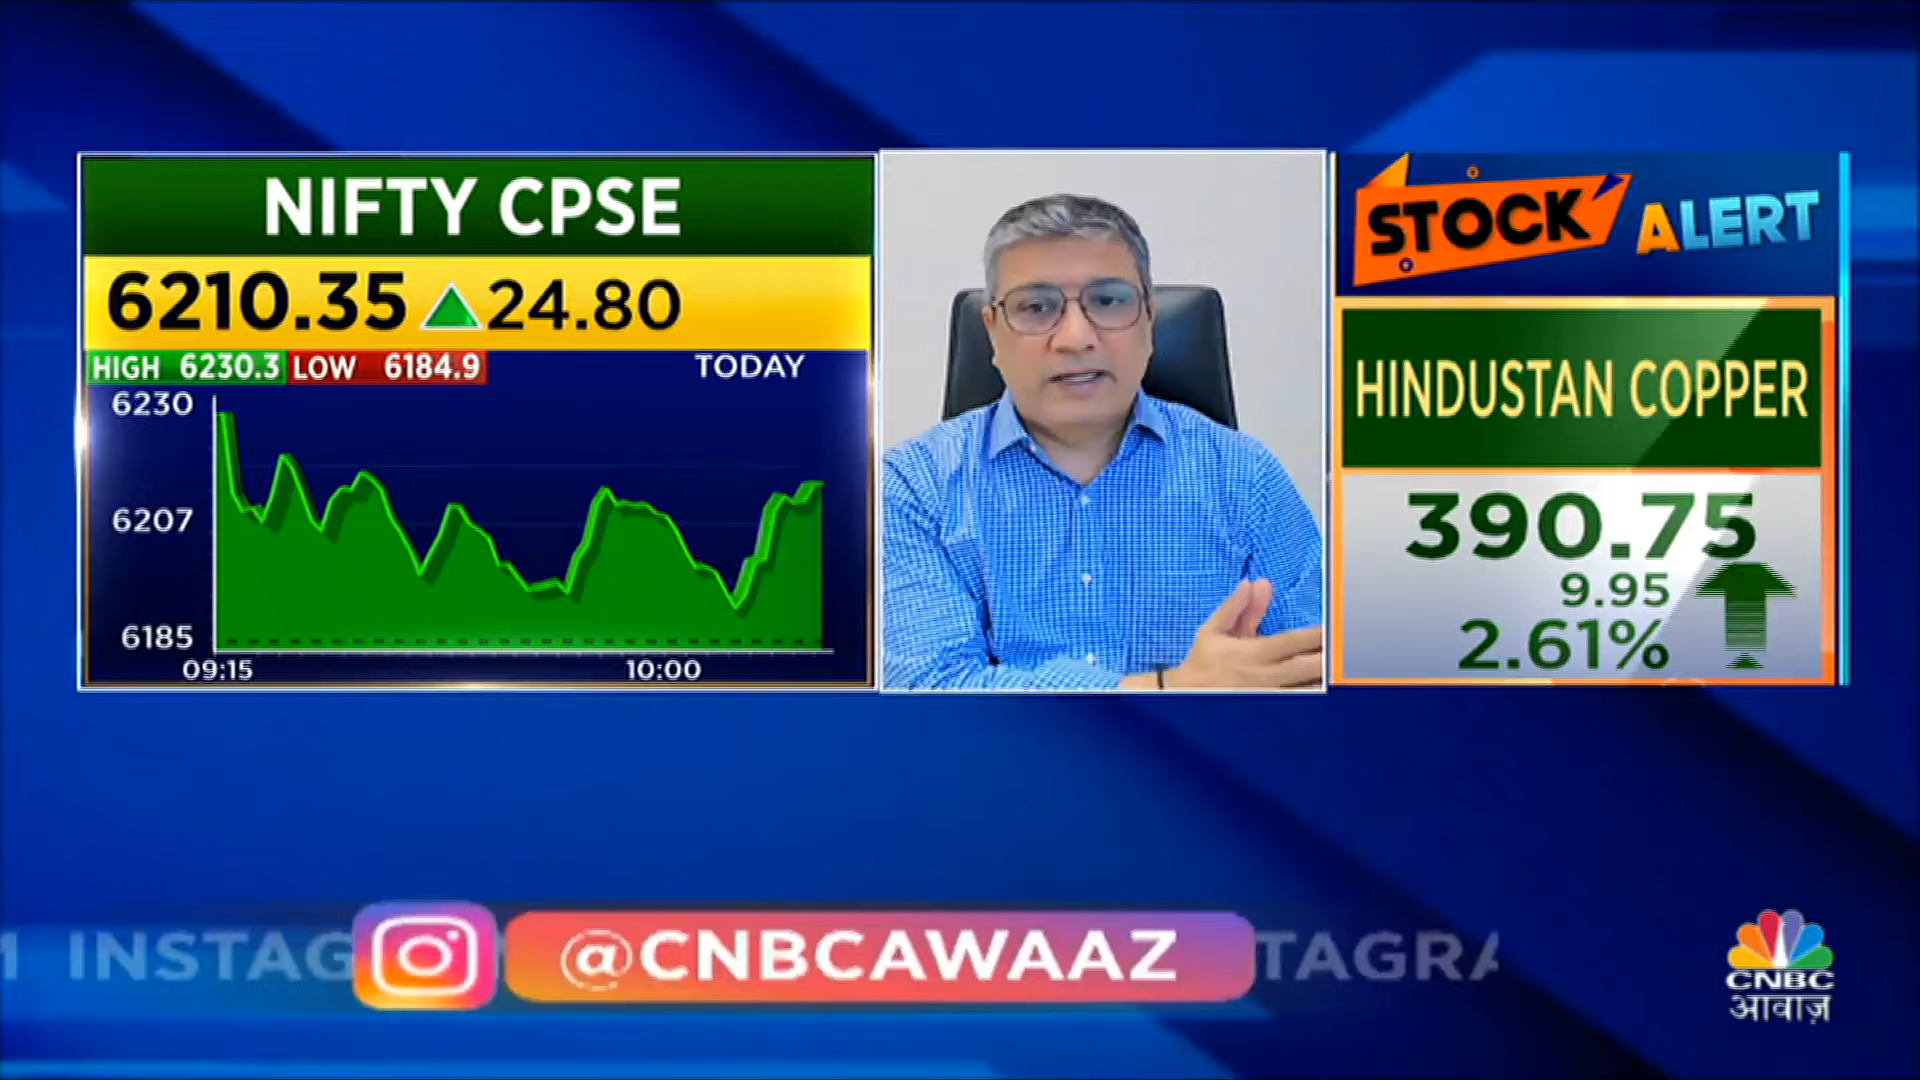 NIFTY CPSE
6210.35 ▲ 24.80
HIGH 6230.3 LOW 6184.9 TODAY
6230
6207
6185
09:15 10:00
STOCK ALERT
HINDUSTAN COPPER
390.75
9.95
2.61%
M INSTAG @CNBCAWAAZ TAGRA
CNBC
आवाज़